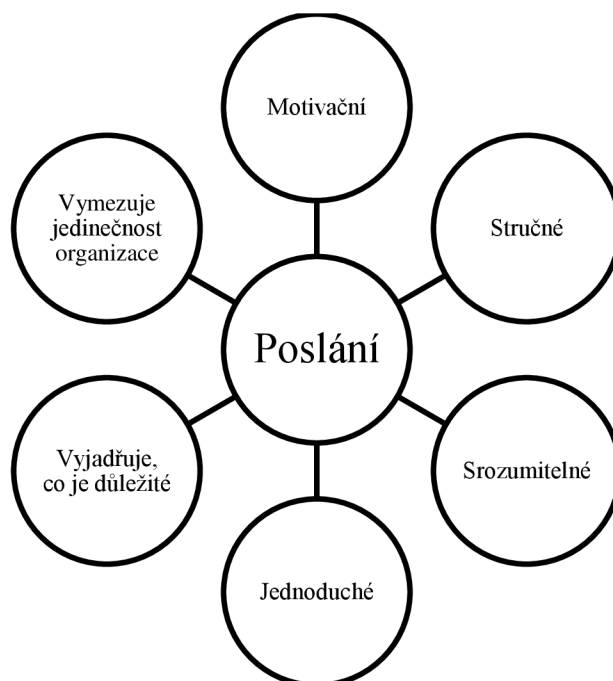 Motivační
Vymezuje
jedinečnost
organizace
Stručné
Poslání
Vyjadřuje,
co je důležité
Srozumitelné
Jednoduché